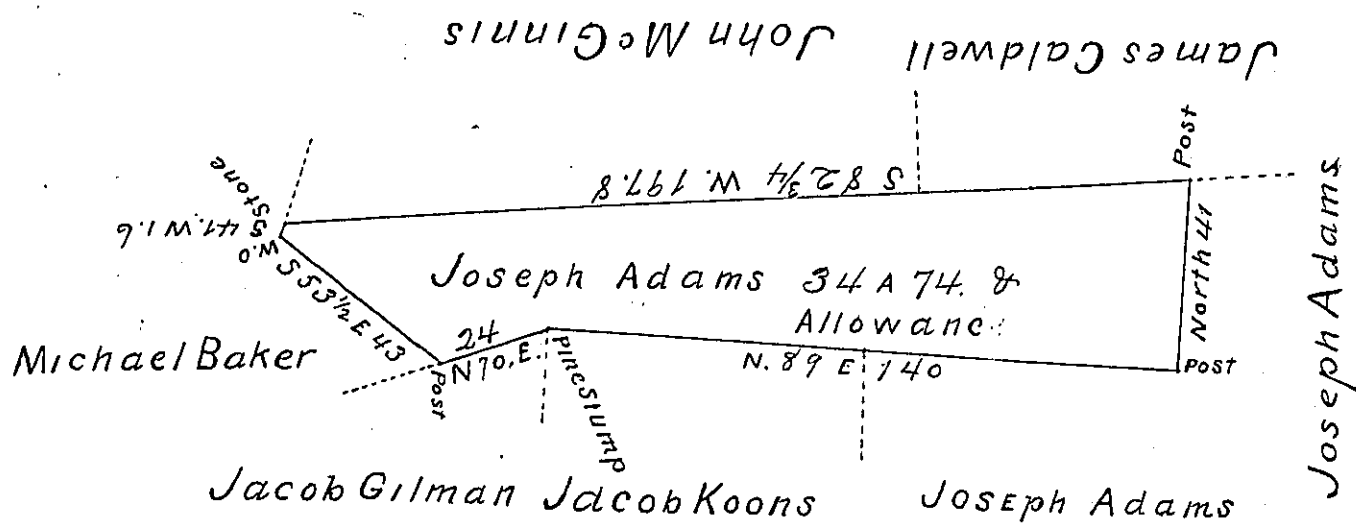 John McGinnis
James Caldwell
Stone
Post
S 82 3/4 W. 197.8
41. W 1.6
S 53 1/2 E 43
North 41
Joseph Adams 34 A 74. &
Allowanc
Joseph Adams
24
N 70. E.
N. 89 E 140
Post
Post
Pine Stump
Michael Baker
Jacob Gilman
Jacob Koons
Joseph Adams